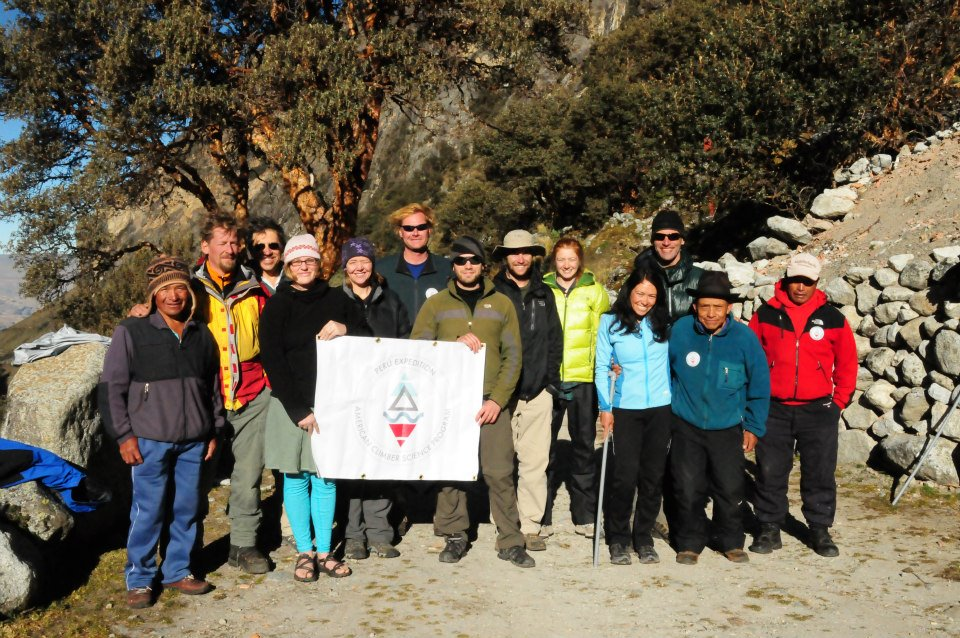 PERU EXPEDITION
AMERICAN CLIMBER SCIENCE PROGRAM